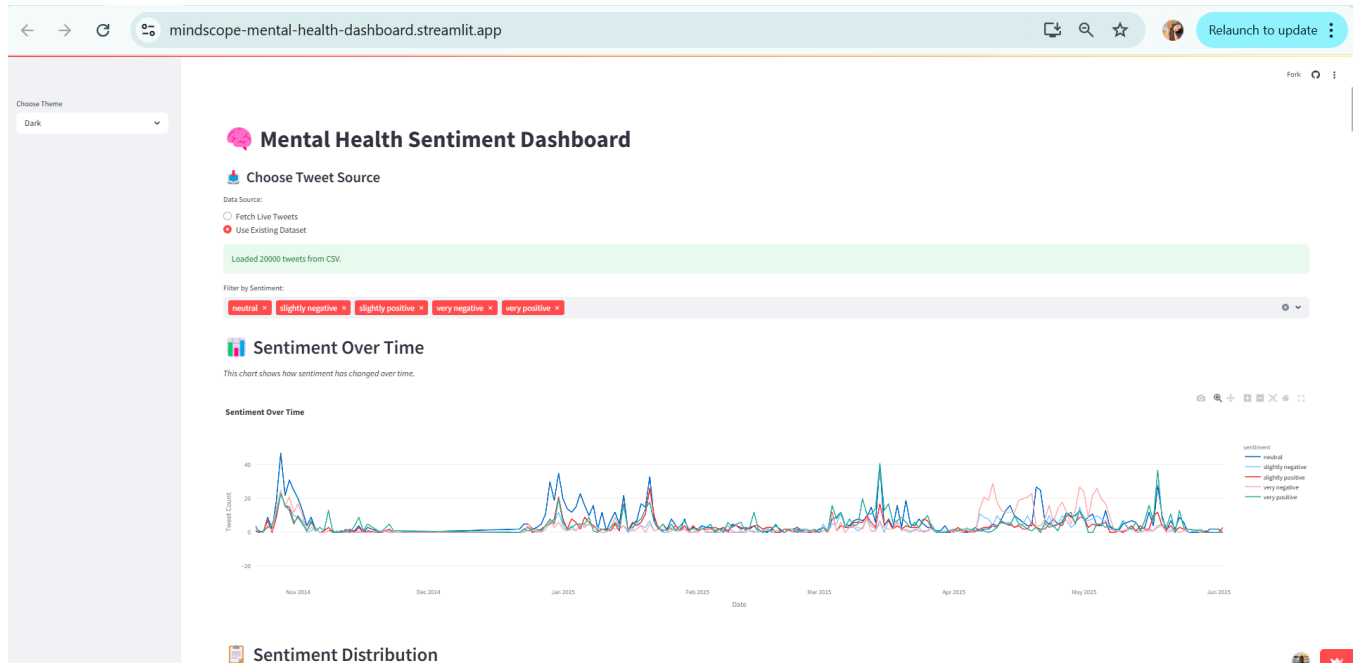 mindscope-mental-health-dashboard.streamlit.app
Relaunch to update
Fork
Choose Theme
Dark
Mental Health Sentiment Dashboard
Choose Tweet Source
Data Source:
Fetch Live Tweets
Use Existing Dataset
Loaded 20000 tweets from CSV.
Filter by Sentiment:
neutral × slightly negative × slightly positive × very negative × very positive ×
Sentiment Over Time
This chart shows how sentiment has changed over time.
Sentiment Over Time
sentiment
neutral
slightly negative
slightly positive
very negative
very positive
Tweet Count
40
20
0
−20
Nov 2014 Dec 2014 Jan 2015 Feb 2015 Mar 2015 Apr 2015 May 2015 Jun 2015
Date
Sentiment Distribution